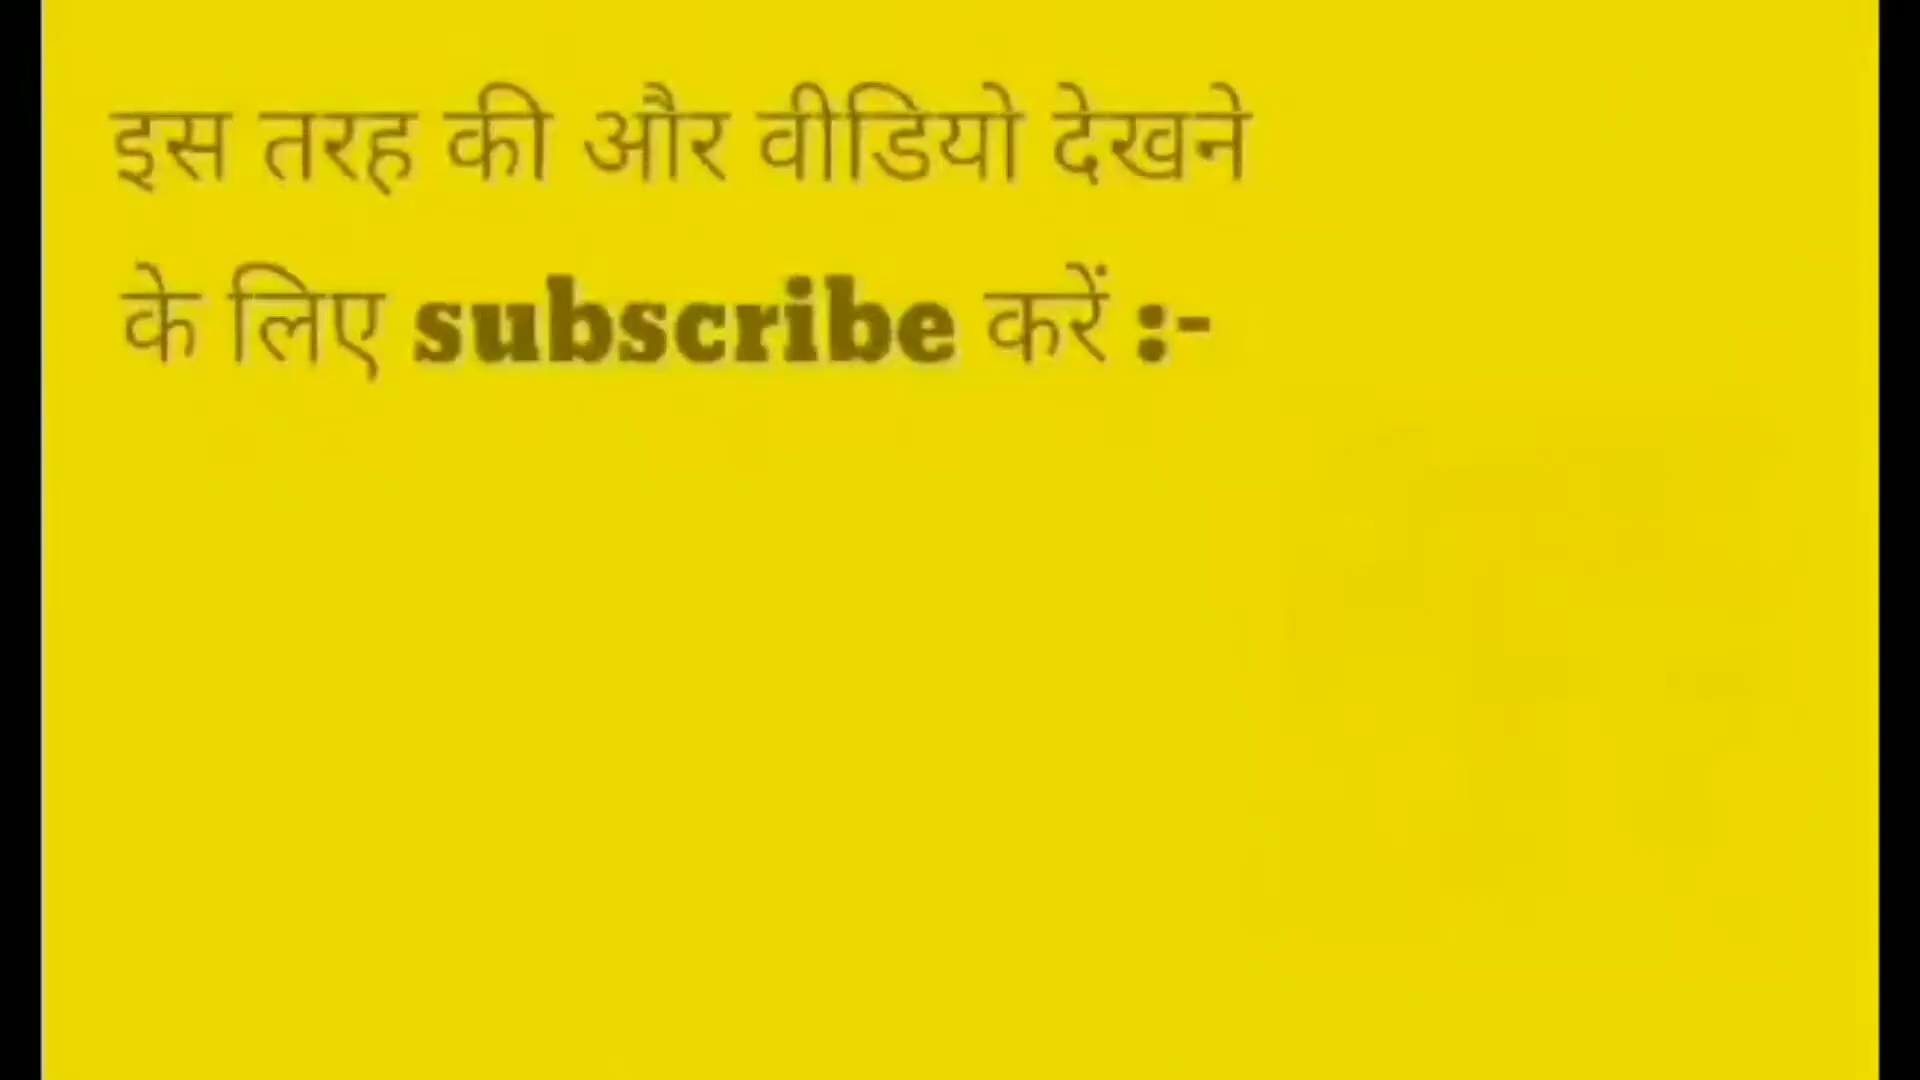 इस तरह की और वीडियो देखने
के लिए subscribe करें :-